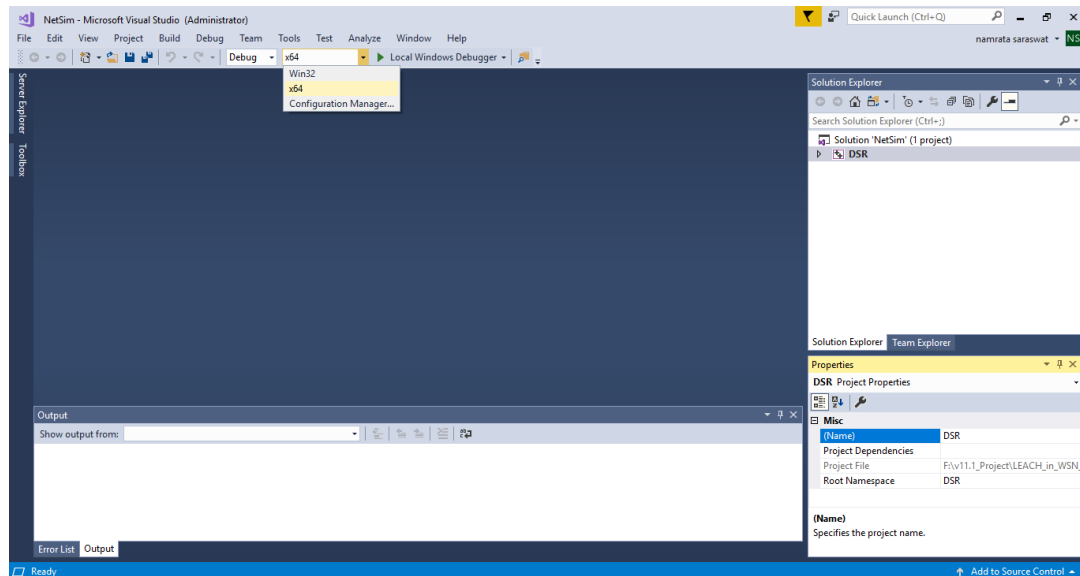 NetSim - Microsoft Visual Studio (Administrator)
Quick Launch (Ctrl+Q)
File Edit View Project Build Debug Team Tools Test Analyze Window Help
namrata saraswat
NS
Debug
x64
Local Windows Debugger
Win32
x64
Configuration Manager...
Server Explorer
Toolbox
Solution Explorer
Search Solution Explorer (Ctrl+;)
Solution 'NetSim' (1 project)
DSR
Solution Explorer Team Explorer
Properties
DSR Project Properties
Misc
(Name) DSR
Project Dependencies
Project File F:\v11.1_Project\LEACH_in_WSN_
Root Namespace DSR
(Name)
Specifies the project name.
Output
Show output from:
Error List Output
Ready
Add to Source Control